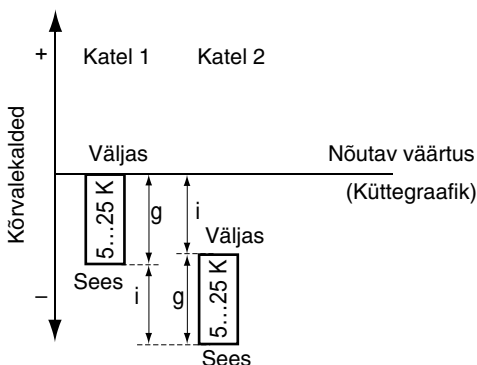 +
Katel 1
Katel 2
Kõrvalekalded
Väljas
Nõutav väärtus
(Küttegraafik)
5...25 K
g
i
Väljas
Sees
–
i
g
5...25 K
Sees